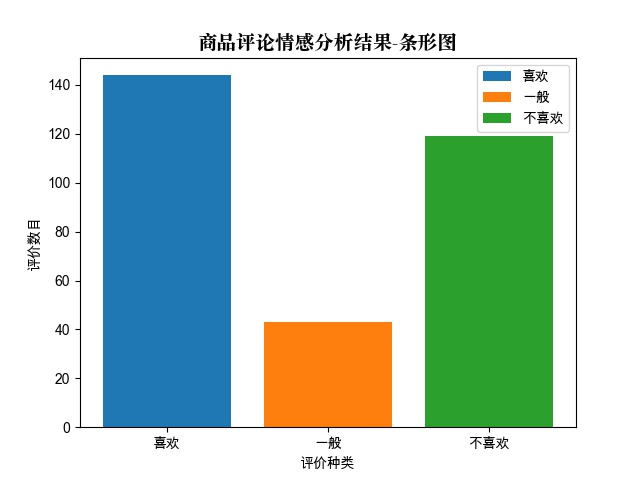 商品评论情感分析结果-条形图
喜欢
一般
不喜欢
评价数目
140
120
100
80
60
40
20
0
喜欢 一般 不喜欢
评价种类